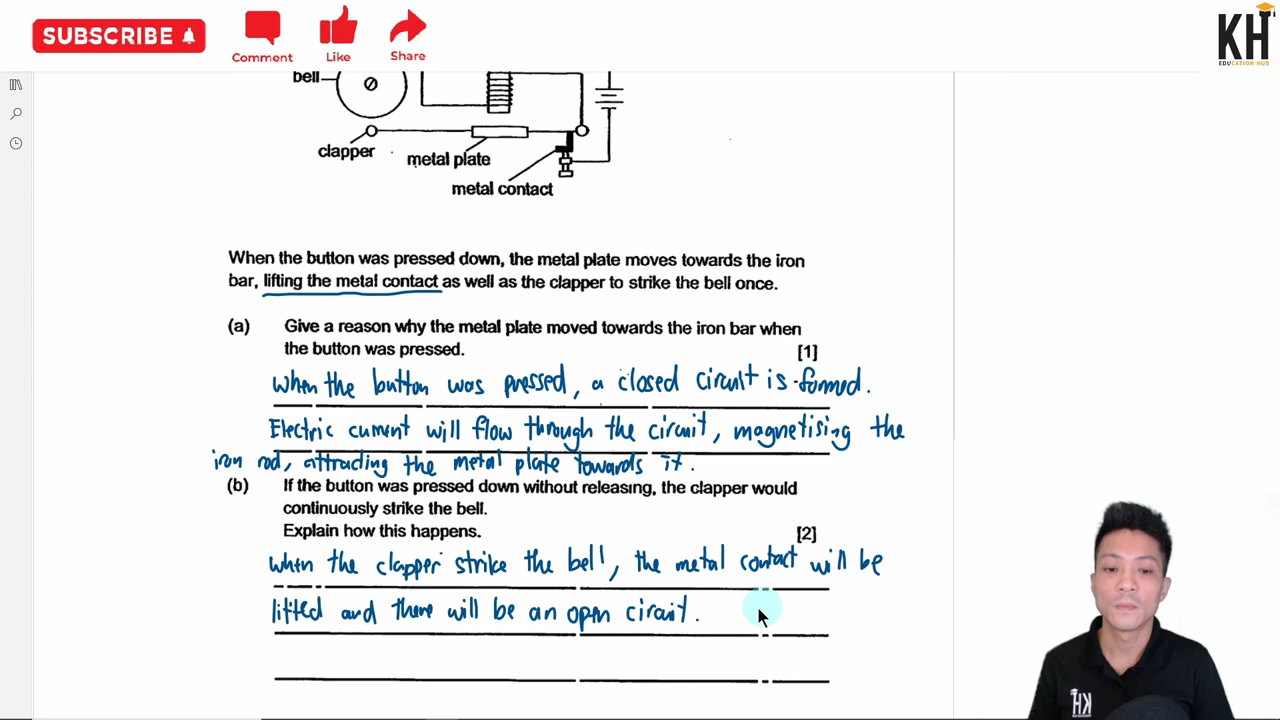 SUBSCRIBE
Comment
Like
Share
KH
EDUCATION HUB
bell
clapper
metal plate
metal contact
When the button was pressed down, the metal plate moves towards the iron
bar, lifting the metal contact as well as the clapper to strike the bell once.
(a) Give a reason why the metal plate moved towards the iron bar when
the button was pressed. [1]
When the button was pressed, a closed circuit is formed.
Electric current will flow through the circuit, magnetising the
iron rod, attracting the metal plate towards it.
(b) If the button was pressed down without releasing, the clapper would
continuously strike the bell.
Explain how this happens. [2]
When the clapper strike the bell, the metal contact will be
lifted and there will be an open circuit.
KH